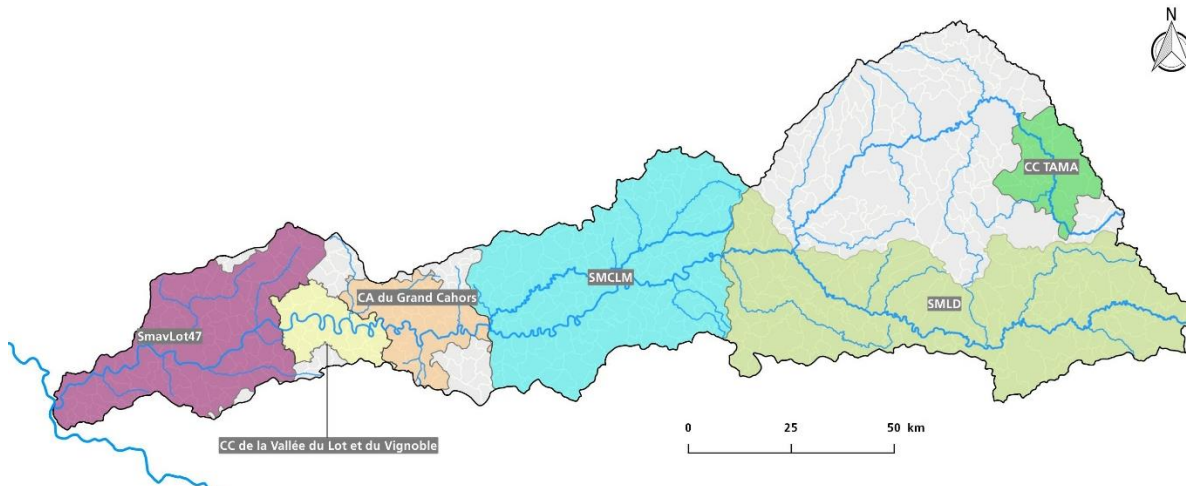 N
CC TAMA
SMCLM
CA du Grand Cahors
SMLD
SmavLot47
CC de la Vallée du Lot et du Vignoble
0 25 50 km